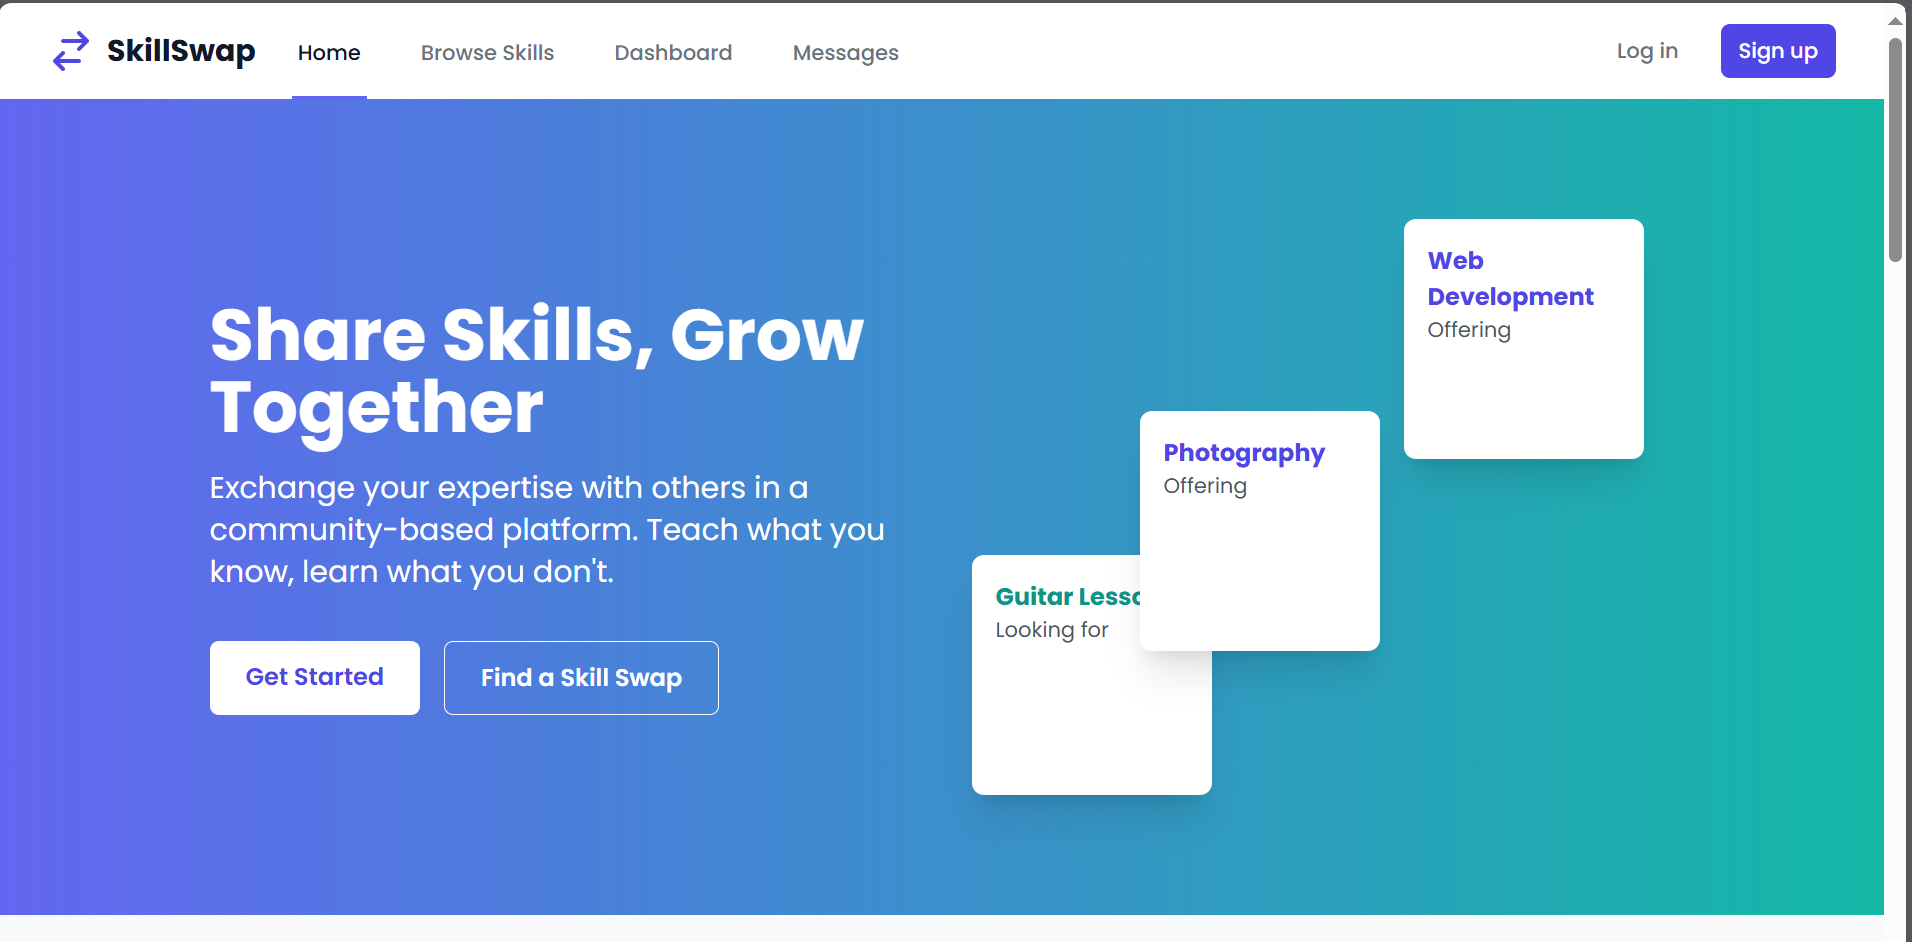 SkillSwap
Home
Browse Skills
Dashboard
Messages
Log in
Sign up
Share Skills, Grow
Together
Exchange your expertise with others in a
community-based platform. Teach what you
know, learn what you don't.
Get Started
Find a Skill Swap
Web
Development
Offering
Photography
Offering
Guitar
Looking for